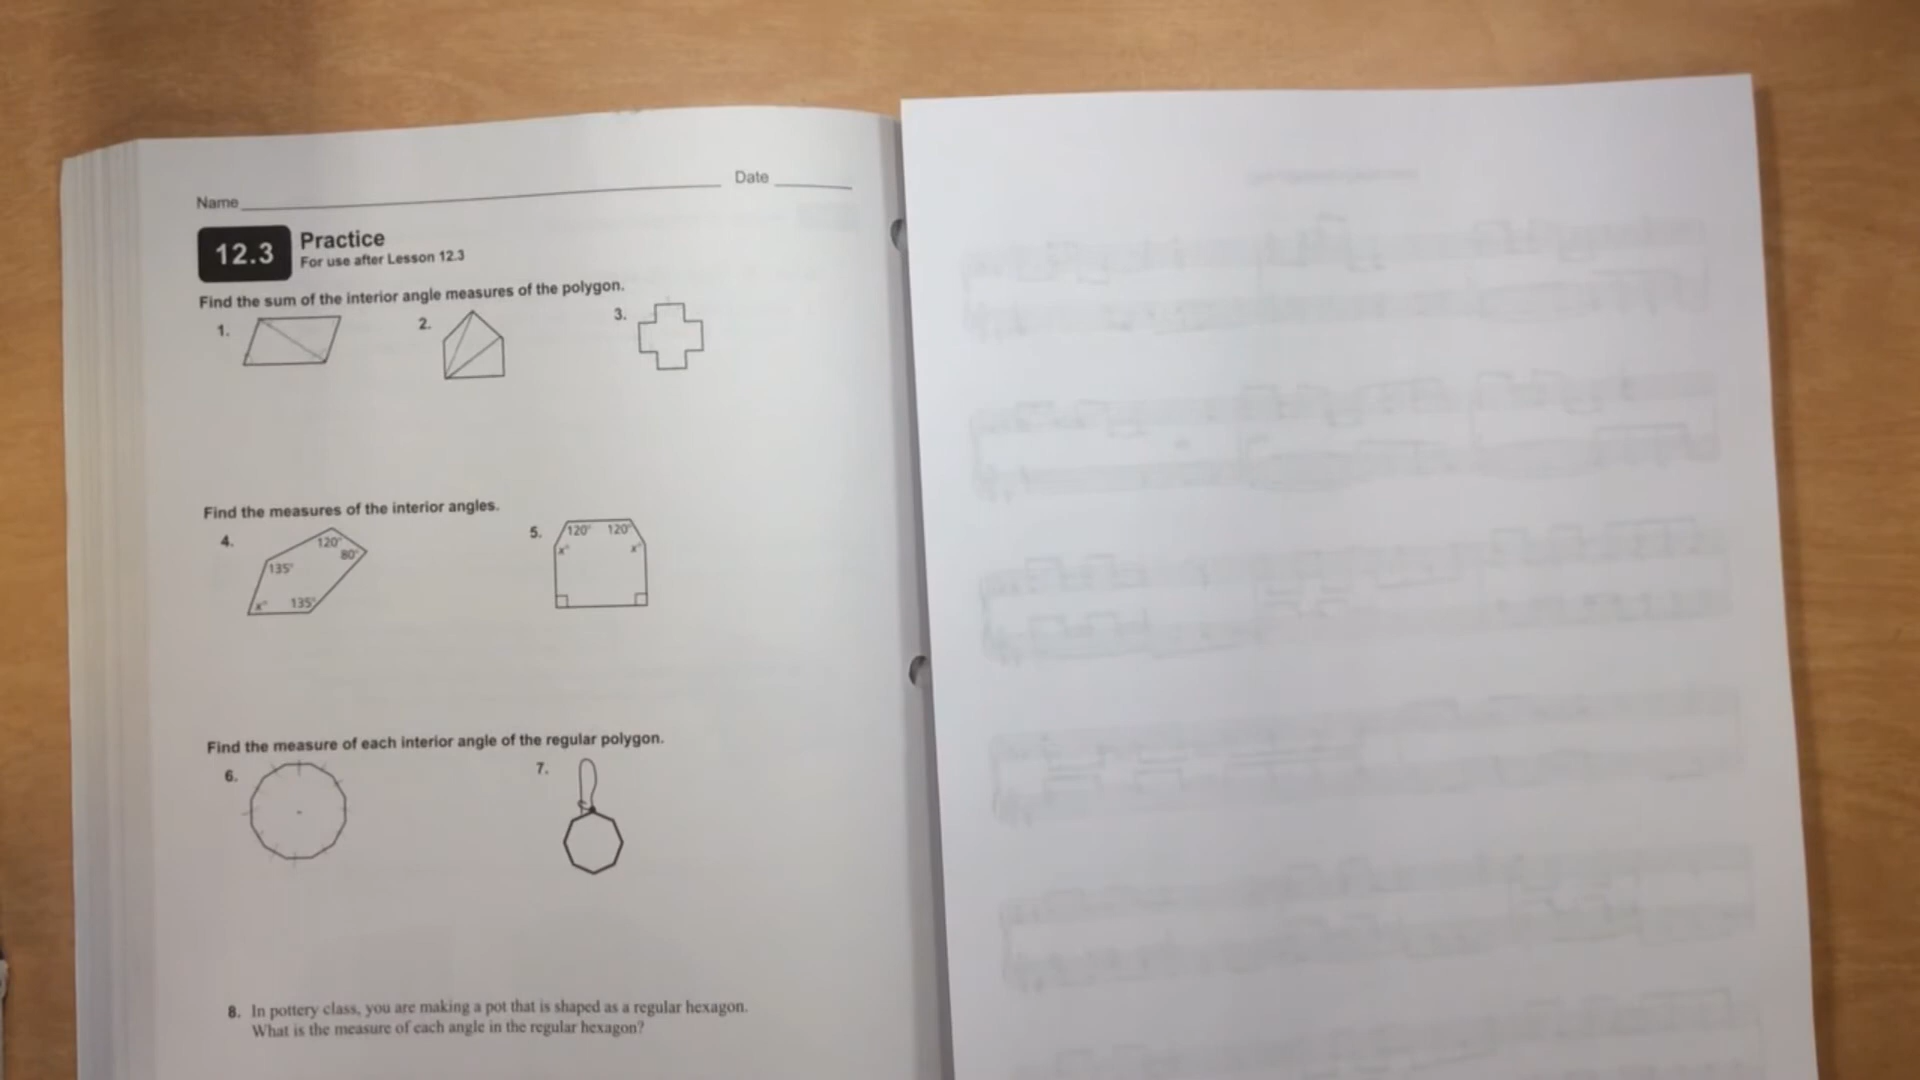 Name Date
12.3 Practice
For use after Lesson 12.3
Find the sum of the interior angle measures of the polygon.
1. 2. 3.
Find the measures of the interior angles.
4. 120° 80° 135° x° 135°
5. 120° 120° x° x°
Find the measure of each interior angle of the regular polygon.
6. 7.
8. In pottery class, you are making a pot that is shaped as a regular hexagon.
What is the measure of each angle in the regular hexagon?